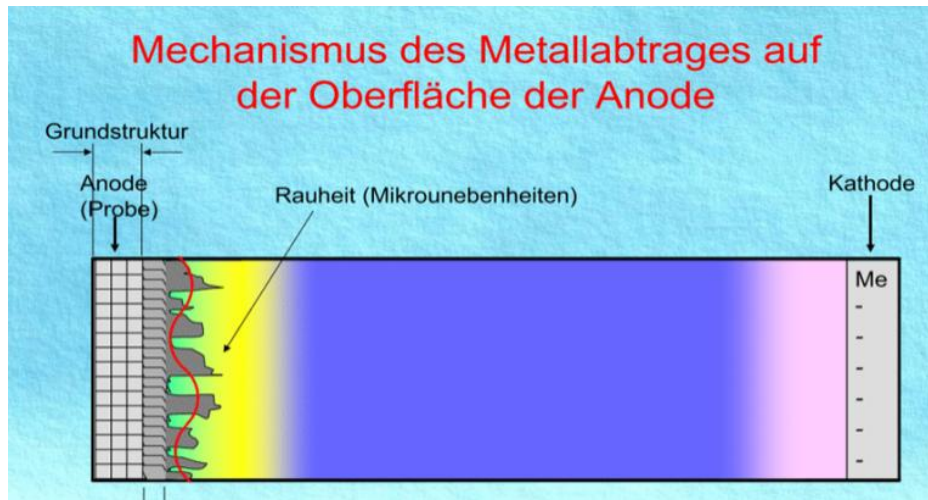 Mechanismus des Metallabtrages auf
der Oberfläche der Anode
Grundstruktur
Anode
(Probe)
Rauheit (Mikrounebenheiten)
Kathode
Me
-
-
-
-
-
-